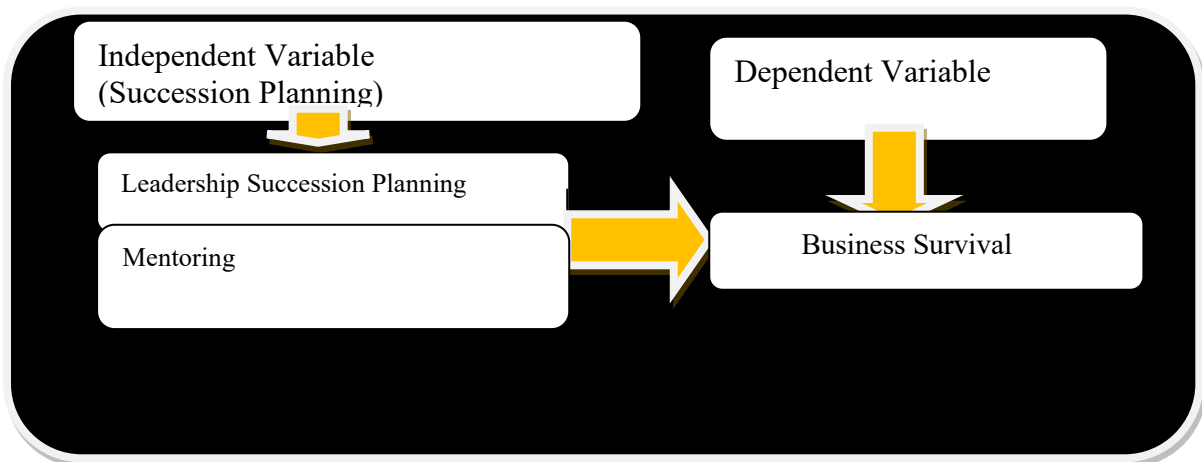 Independent Variable
(Succession Planning)
Dependent Variable
Leadership Succession Planning
Mentoring
Business Survival